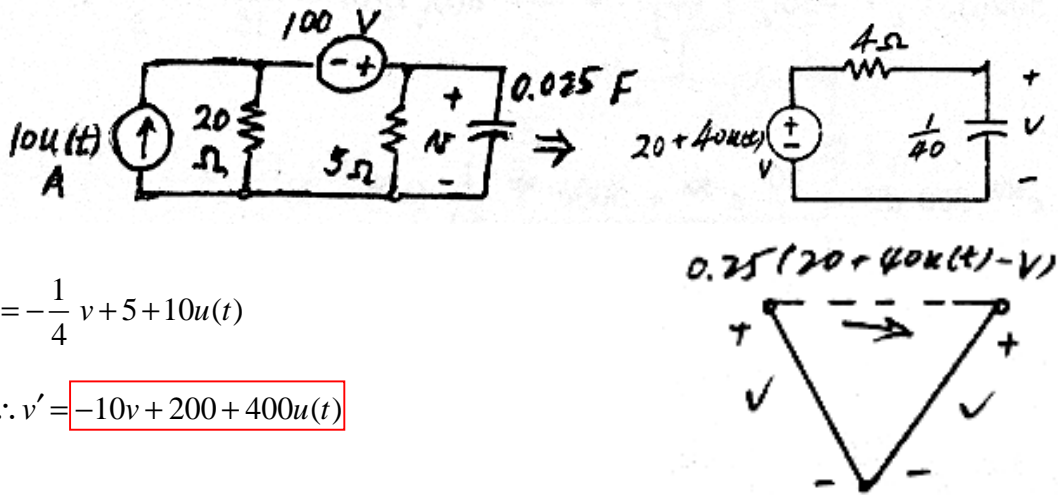 100 V
10u(t)
A
20
Ω
- +
5Ω
+
v
-
0.025 F
⇒
20+40u(t)
V
+
-
4Ω
1/40
+
v
-
0.25(20+40u(t)-v)
= -1/4 v + 5 + 10u(t)
∴ v′ = -10v + 200 + 400u(t)
+
v
-
+
v
-